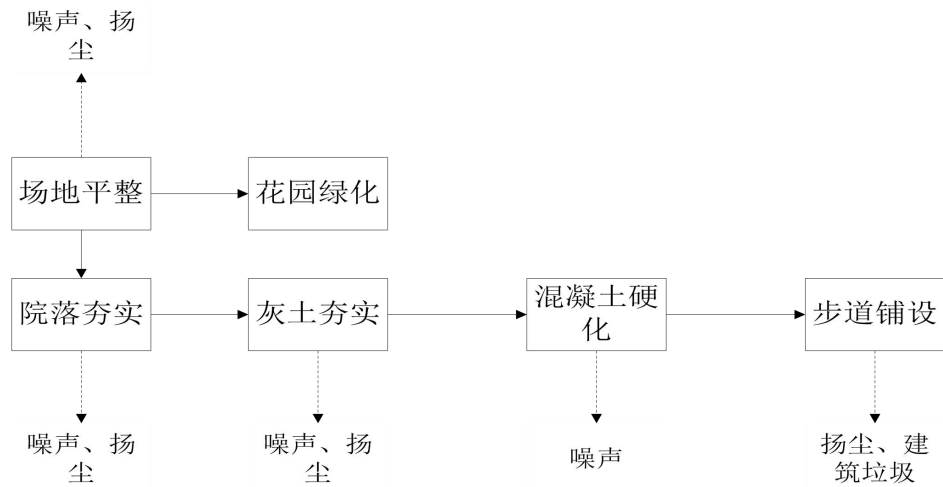 噪声、扬
尘
场地平整
花园绿化
院落夯实
灰土夯实
混凝土硬
化
步道铺设
噪声、扬
尘
噪声、扬
尘
噪声
扬尘、建
筑垃圾